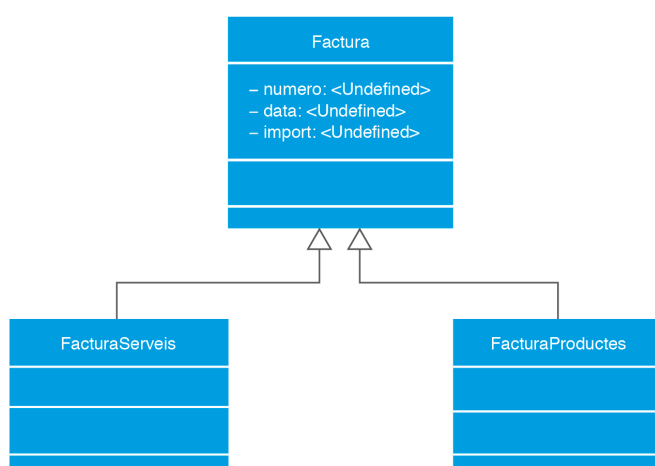 Factura
– numero: <Undefined>
– data: <Undefined>
– import: <Undefined>
FacturaServeis
FacturaProductes